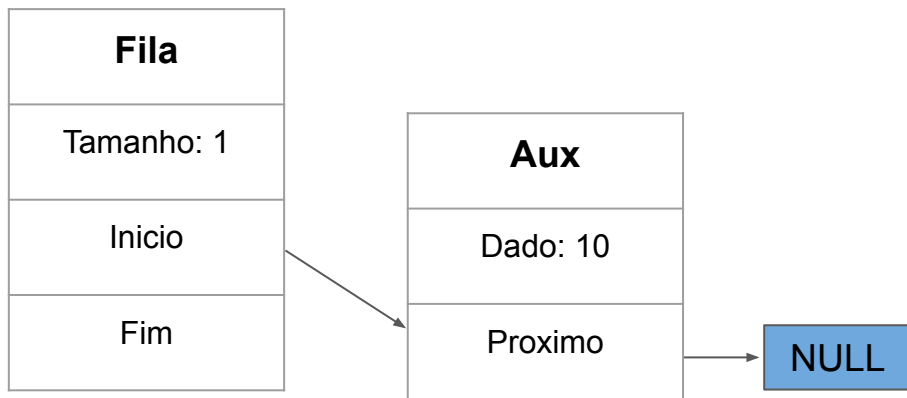 Fila
Tamanho: 1
Inicio
Fim
Aux
Dado: 10
Proximo
NULL